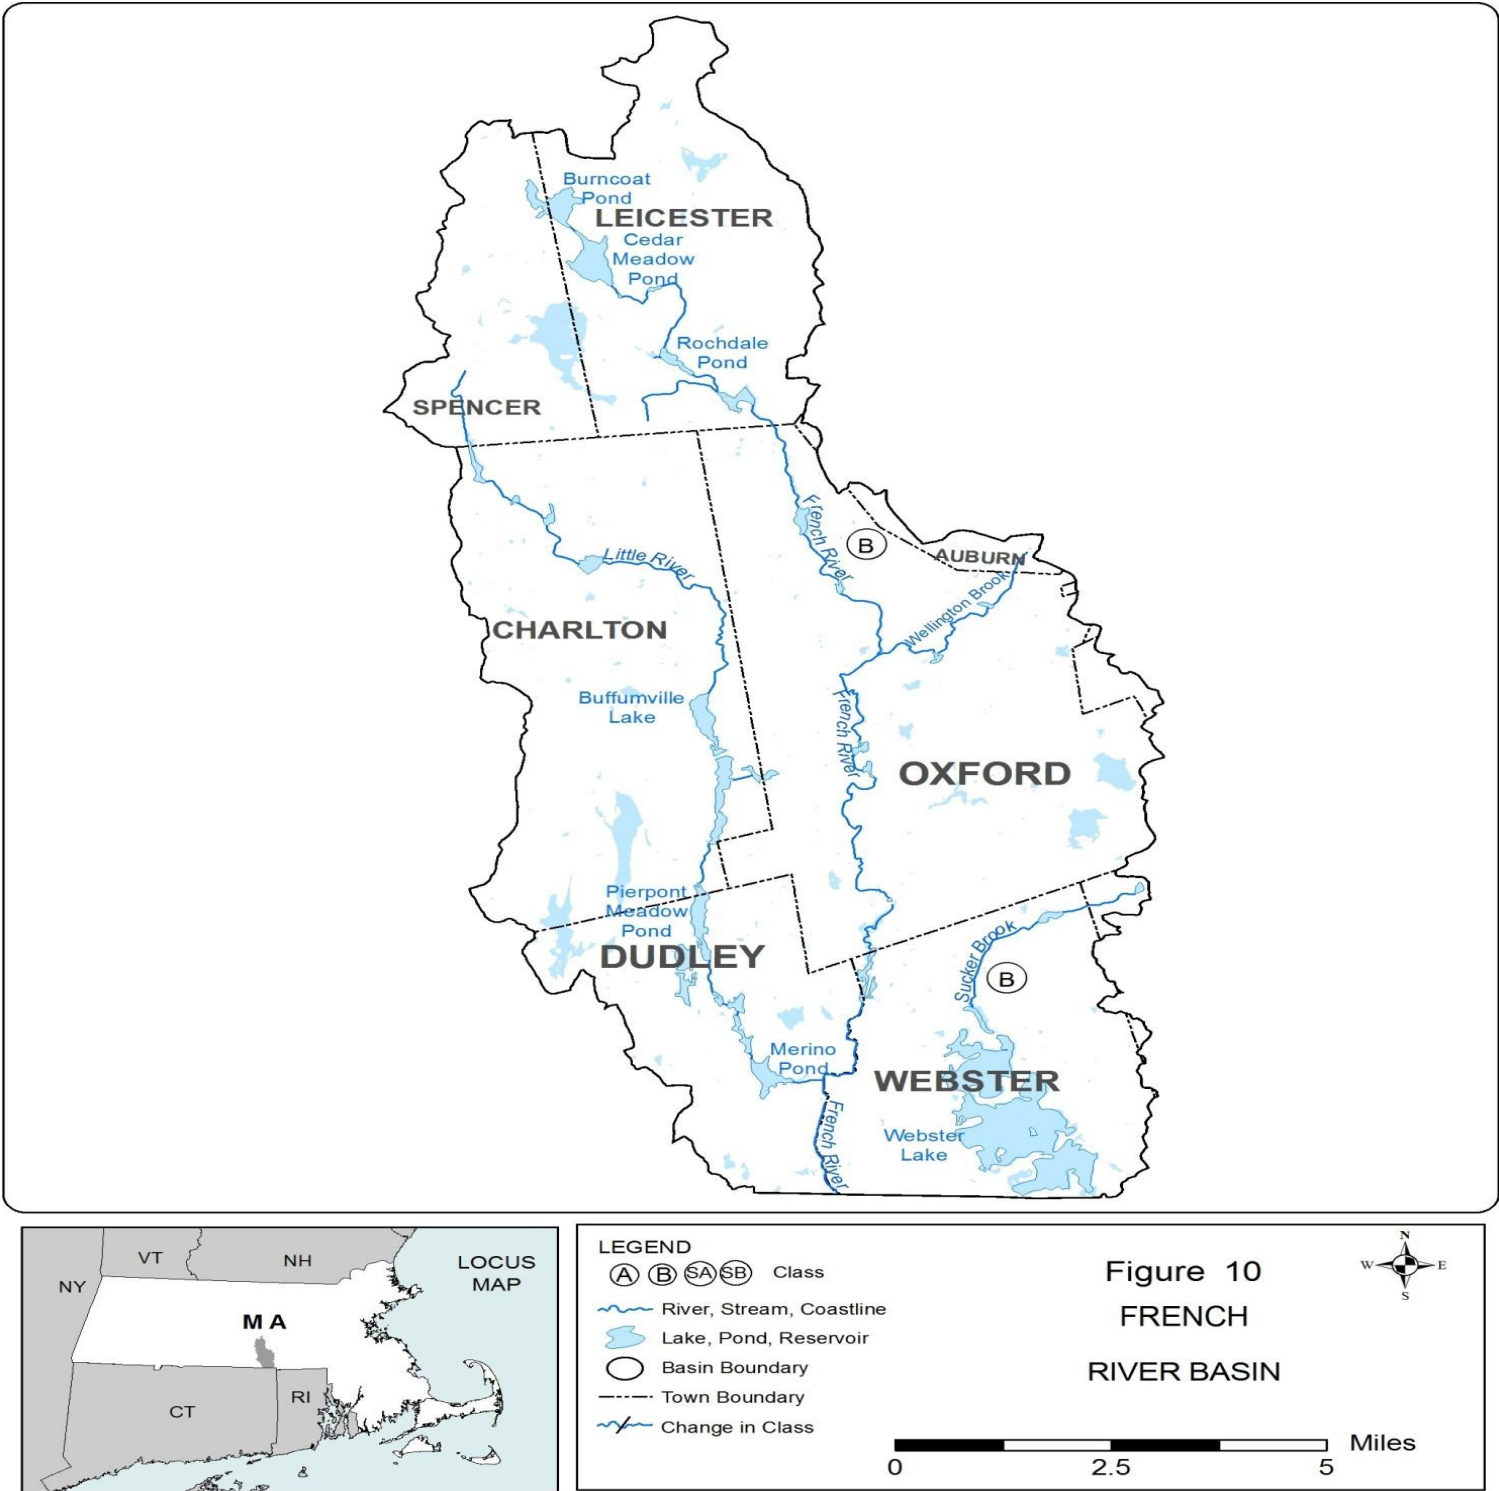 Burncoat
Pond
LEICESTER
Cedar
Meadow
Pond
Rochdale
Pond
SPENCER
French River
B
AUBURN
Little River
Wellington Brook
CHARLTON
Buffumville
Lake
French River
OXFORD
Pierpont
Meadow
Pond
DUDLEY
Sucker Brook
B
Merino
Pond
WEBSTER
French River
Webster
Lake
NY
VT
NH
LOCUS
MAP
MA
CT
RI
LEGEND
A B SA SB Class
River, Stream, Coastline
Lake, Pond, Reservoir
Basin Boundary
Town Boundary
Change in Class
Figure 10
FRENCH
RIVER BASIN
N
W E
S
Miles
0 2.5 5